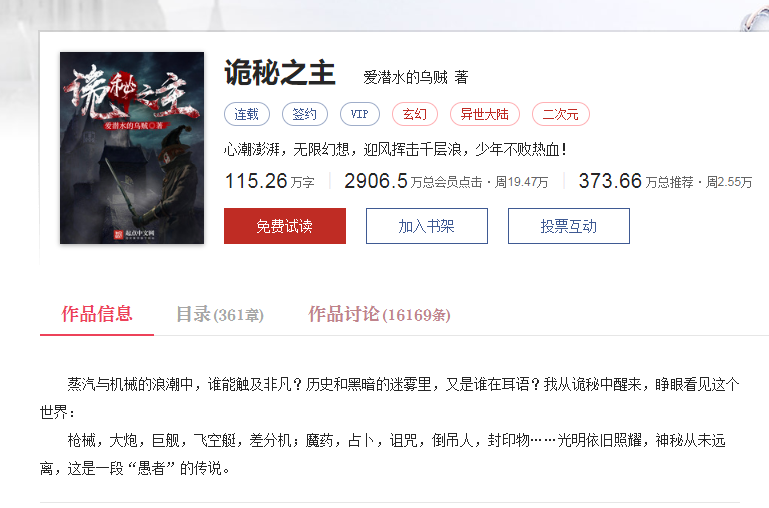 诡秘之主
爱潜水的乌贼◎著
起点中文网
诡秘之主 爱潜水的乌贼 著
连载 签约 VIP 玄幻 异世大陆 二次元
心潮澎湃，无限幻想，迎风挥击千层浪，少年不败热血！
115.26万字 2906.5万总会员点击·周19.47万 373.66万总推荐·周2.55万
免费试读 加入书架 投票互动
作品信息 目录(361章) 作品讨论(16169条)
蒸汽与机械的浪潮中，谁能触及非凡？历史和黑暗的迷雾里，又是谁在耳语？我从诡秘中醒来，睁眼看见这个
世界：
枪械，大炮，巨舰，飞空艇，差分机；魔药，占卜，诅咒，倒吊人，封印物……光明依旧照耀，神秘从未远
离，这是一段“愚者”的传说。